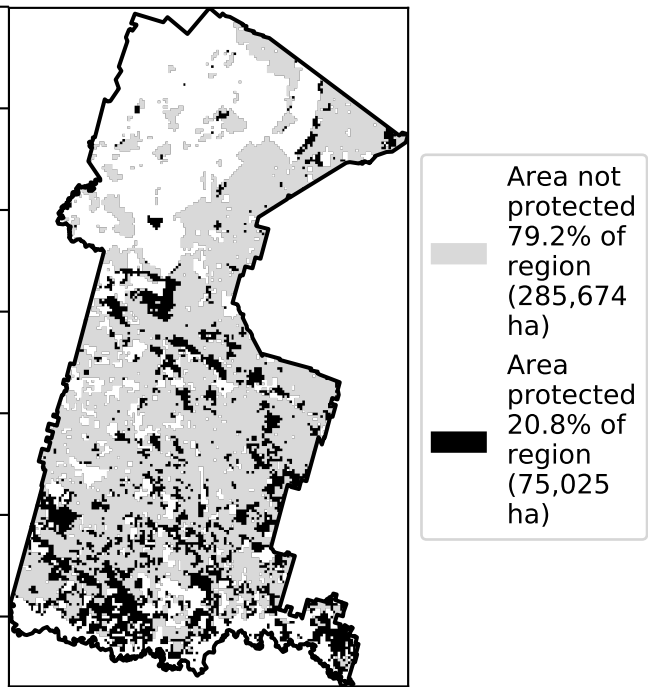 Area not
protected
79.2% of
region
(285,674
ha)
Area
protected
20.8% of
region
(75,025
ha)